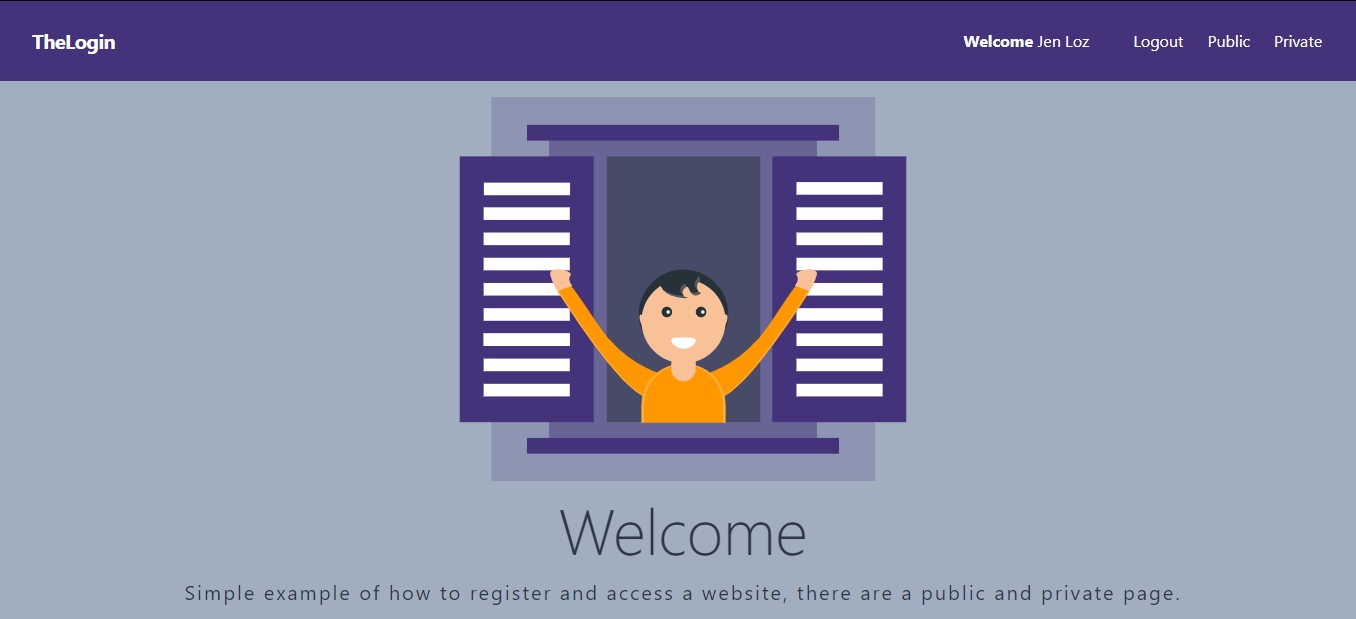 TheLogin
Welcome Jen Loz
Logout
Public
Private
Welcome
Simple example of how to register and access a website, there are a public and private page.